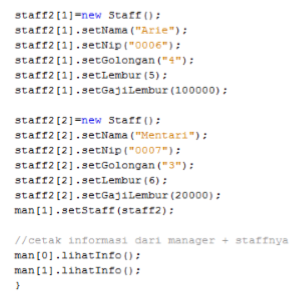 staff2[1]=new Staff();
staff2[1].setNama("Arie");
staff2[1].setNip("0006");
staff2[1].setGolongan("4");
staff2[1].setLembur(5);
staff2[1].setGajiLembur(100000);
staff2[2]=new Staff();
staff2[2].setNama("Mentari");
staff2[2].setNip("0007");
staff2[2].setGolongan("3");
staff2[2].setLembur(6);
staff2[2].setGajiLembur(20000);
man[1].setStaff(staff2);
//cetak informasi dari manager + staffnya
man[0].lihatInfo();
man[1].lihatInfo();
}